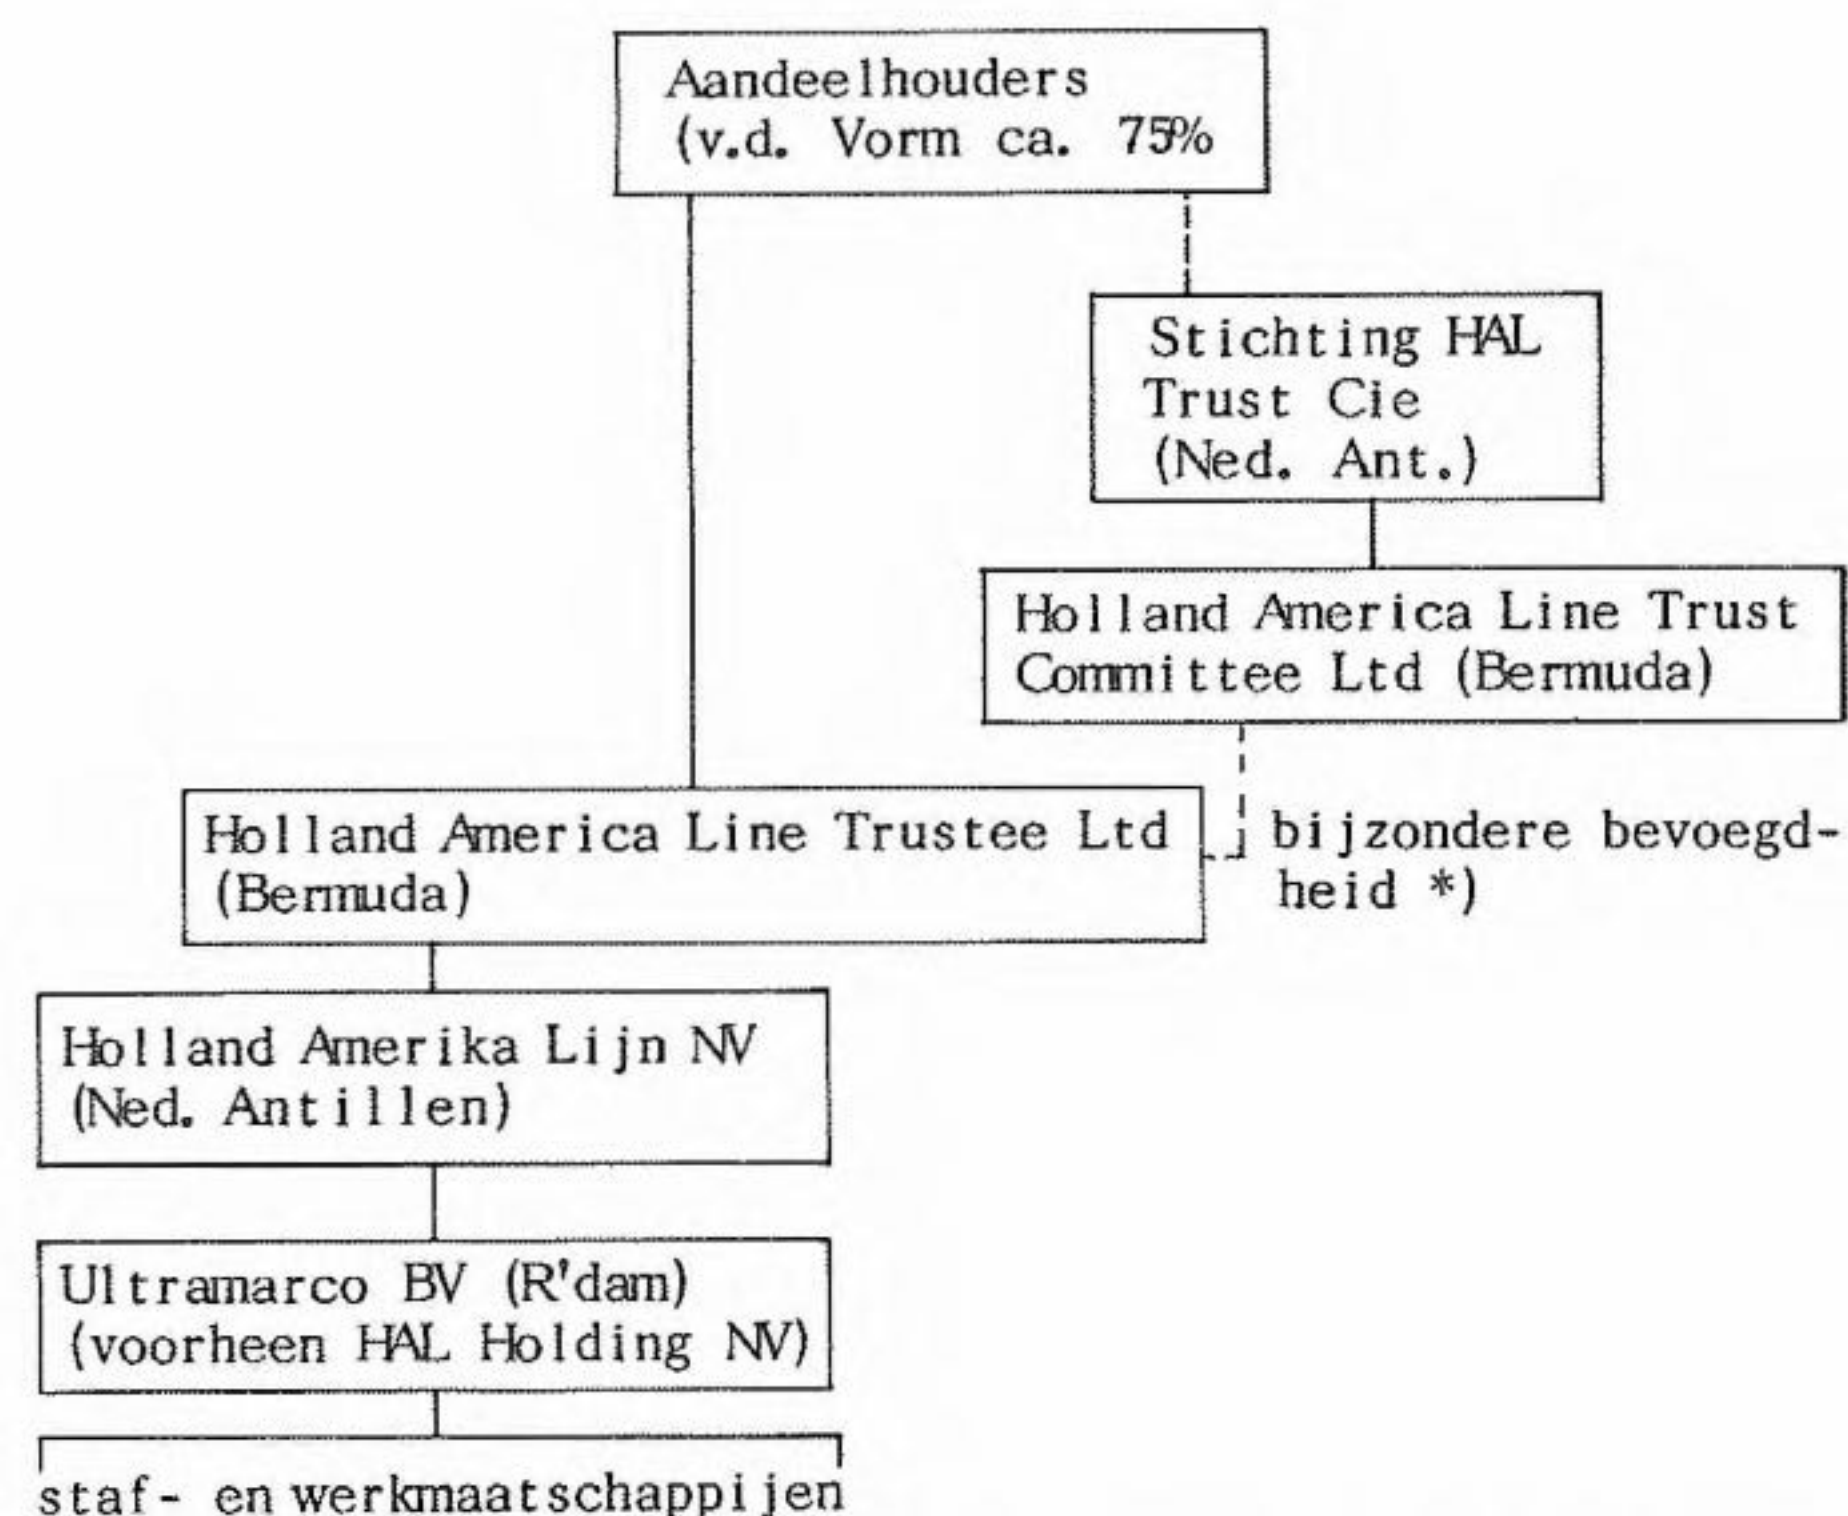 Aandeelhouders
(v.d. Vorm ca. 75%
Stichting HAL
Trust Cie
(Ned. Ant.)
Holland America Line Trust
Committee Ltd (Bermuda)
Holland America Line Trustee Ltd
(Bermuda)
bijzondere bevoegd-
heid *)
Holland Amerika Lijn NV
(Ned. Antillen)
Ultramarco BV (R'dam)
(voorheen HAL Holding NV)
staf- en werkmaatschappijen